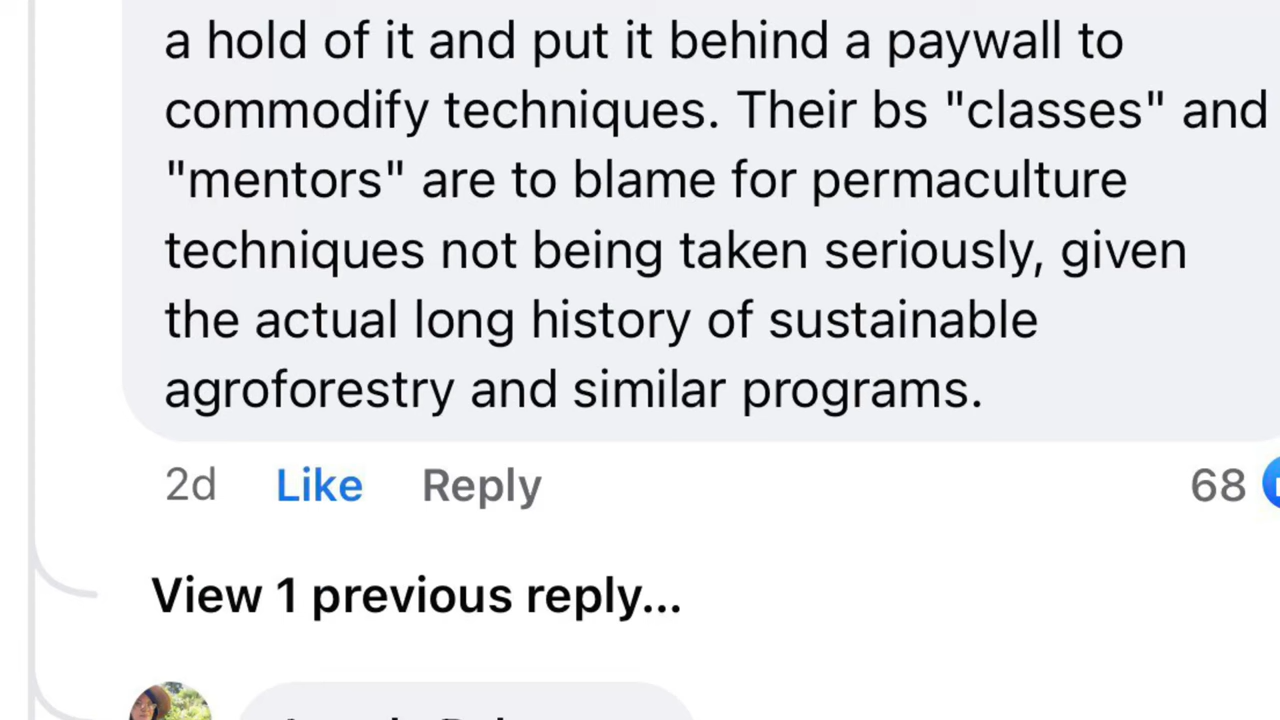 a hold of it and put it behind a paywall to
commodify techniques. Their bs "classes" and
"mentors" are to blame for permaculture
techniques not being taken seriously, given
the actual long history of sustainable
agroforestry and similar programs.
2d Like Reply 68
View 1 previous reply...